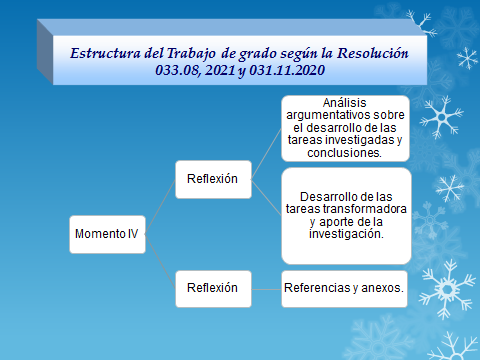 Estructura del Trabajo de grado según la Resolución
033.08, 2021 y 031.11.2020
Análisis
argumentativos sobre
el desarrollo de las
tareas investigadas y
conclusiones.
Reflexión
Desarrollo de las
tareas transformadora
y aporte de la
investigación.
Momento IV
Reflexión
Referencias y anexos.